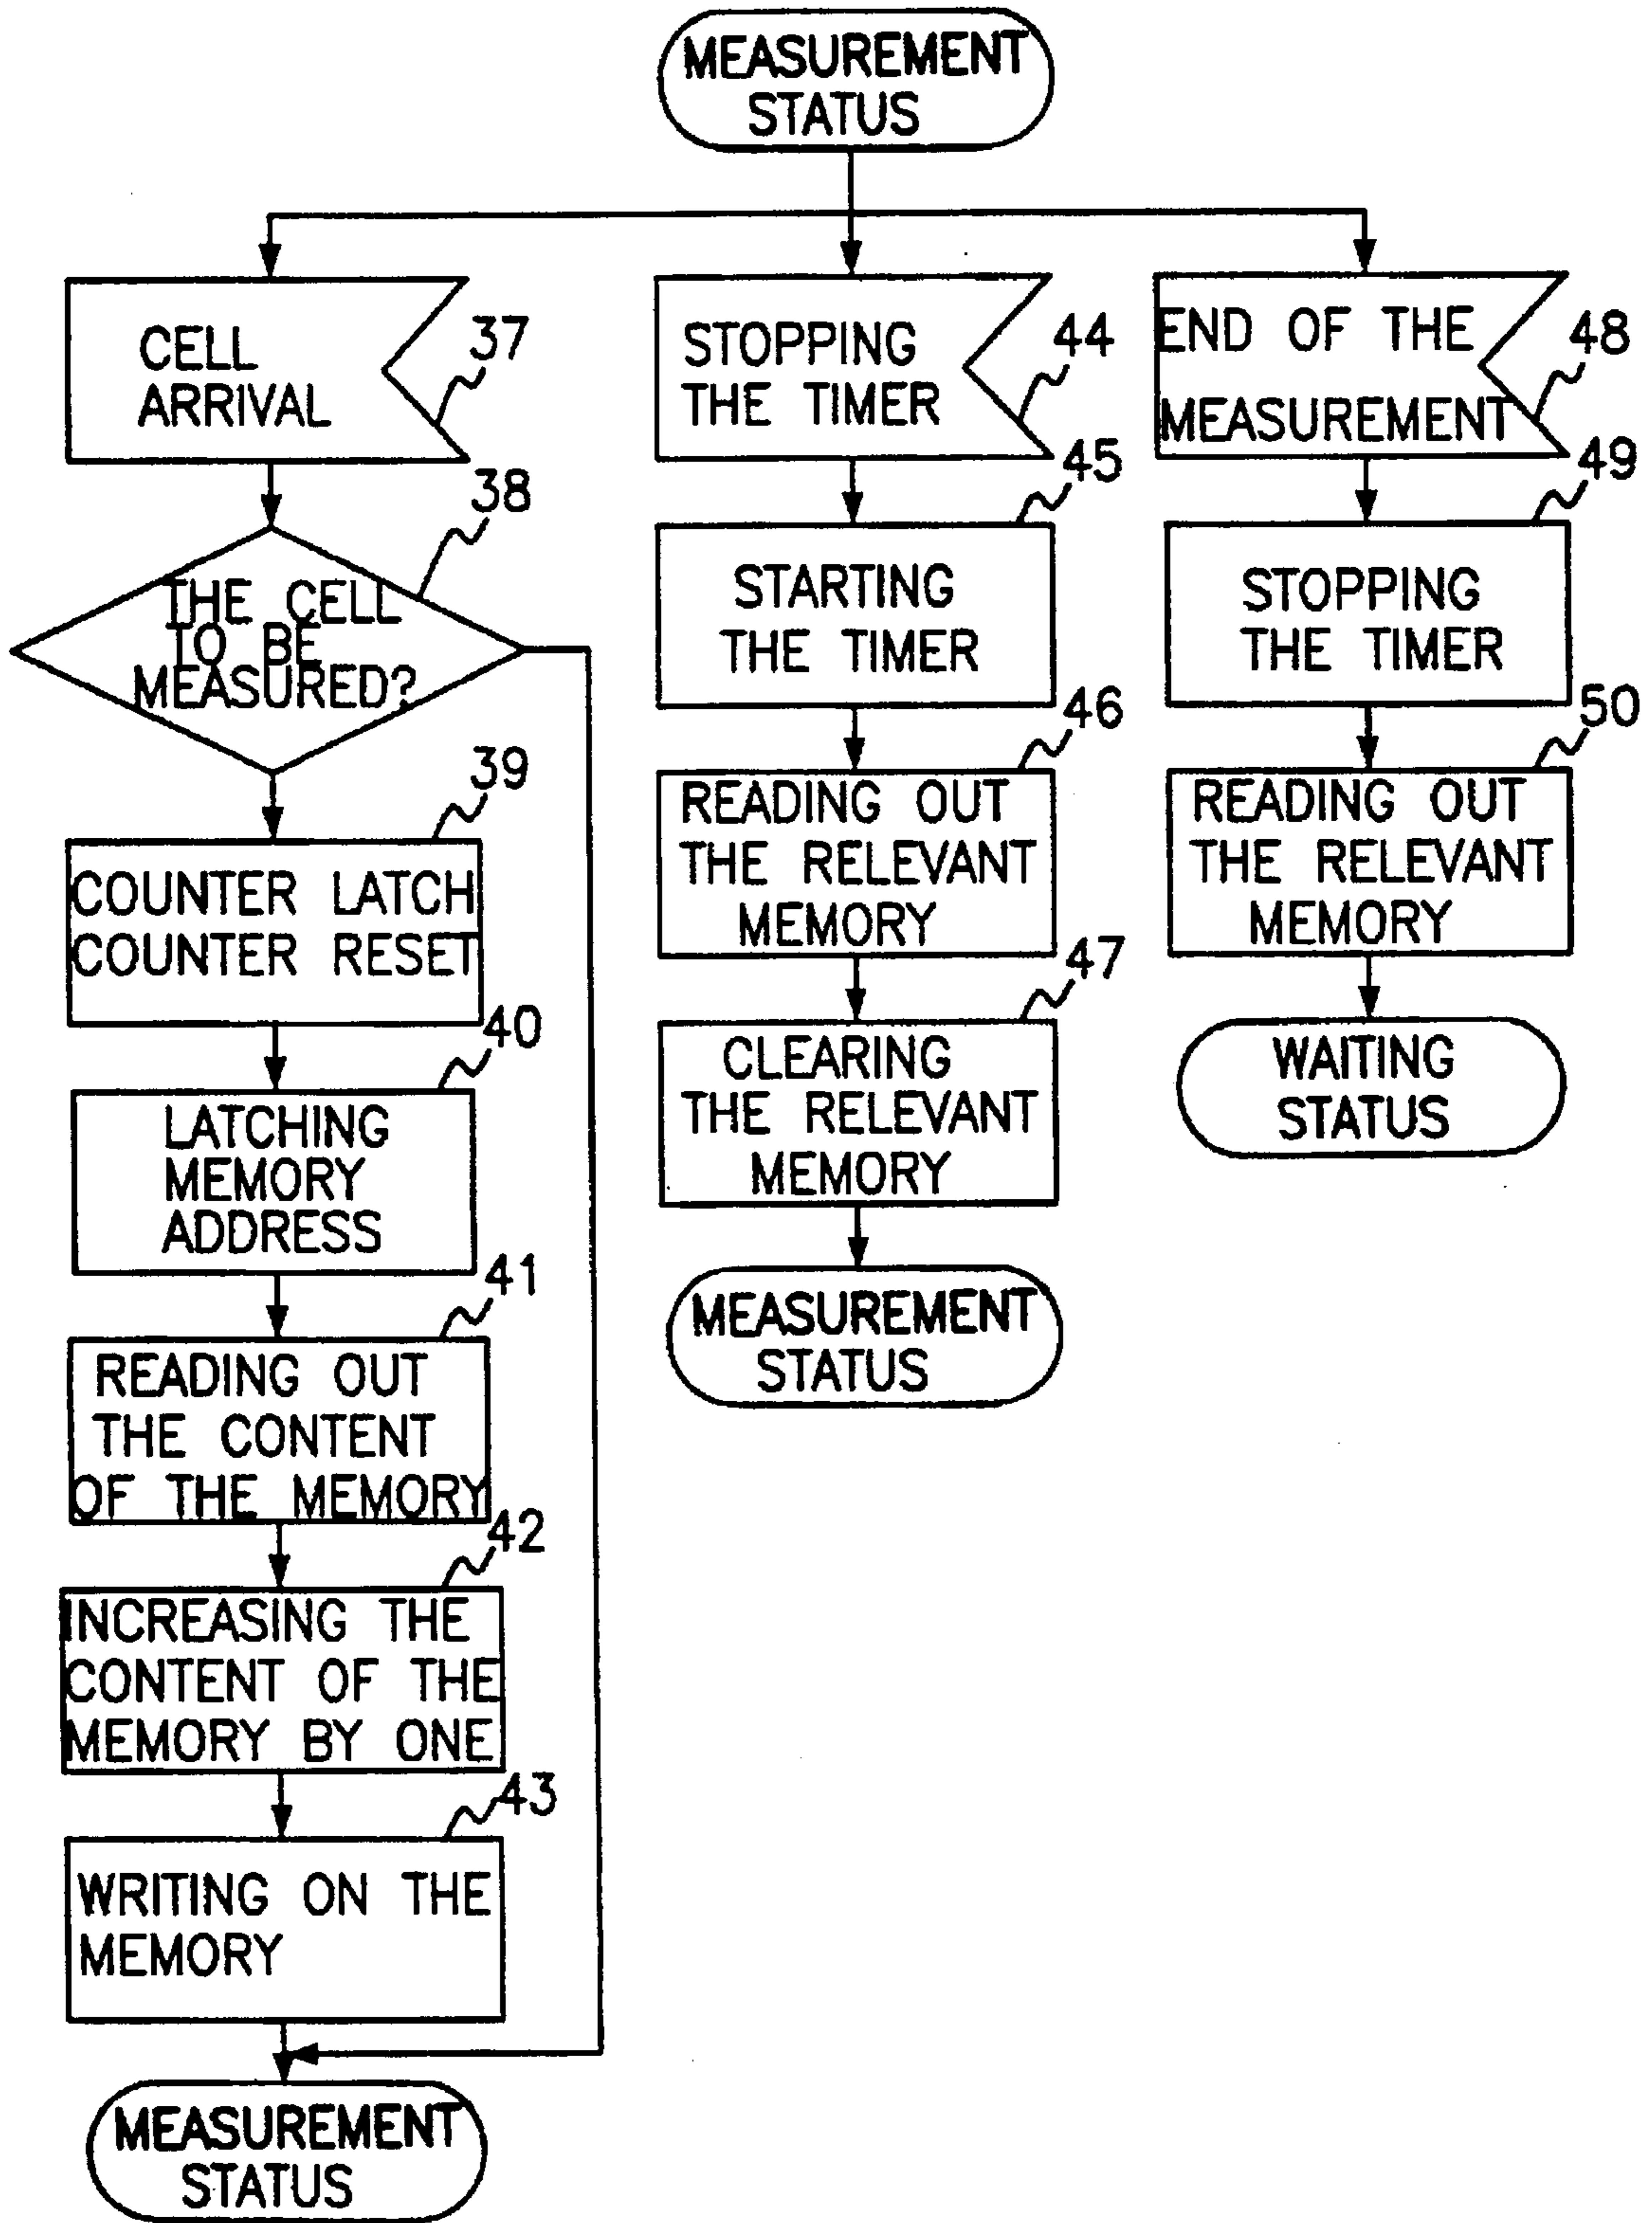 MEASUREMENT
STATUS
CELL
ARRIVAL
37
THE CELL
TO BE
MEASURED?
38
COUNTER LATCH
COUNTER RESET
39
LATCHING
MEMORY
ADDRESS
40
READING OUT
THE CONTENT
OF THE MEMORY
41
INCREASING THE
CONTENT OF THE
MEMORY BY ONE
42
WRITING ON THE
MEMORY
43
MEASUREMENT
STATUS
STOPPING
THE TIMER
44
STARTING
THE TIMER
45
READING OUT
THE RELEVANT
MEMORY
46
CLEARING
THE RELEVANT
MEMORY
47
MEASUREMENT
STATUS
END OF THE
MEASUREMENT
48
STOPPING
THE TIMER
49
READING OUT
THE RELEVANT
MEMORY
50
WAITING
STATUS